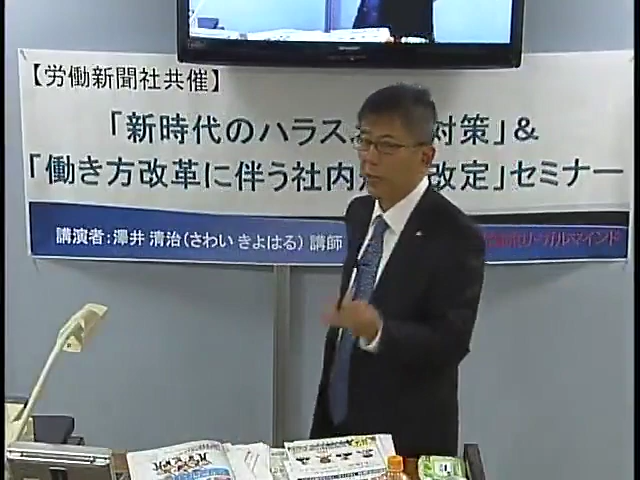 【労働新聞社共催】
「新時代のハラス 対策」&
「働き方改革に伴う社内 改定」セミナー
講演者:澤井 清治(さわい きよはる) 講師
リーガルマインド